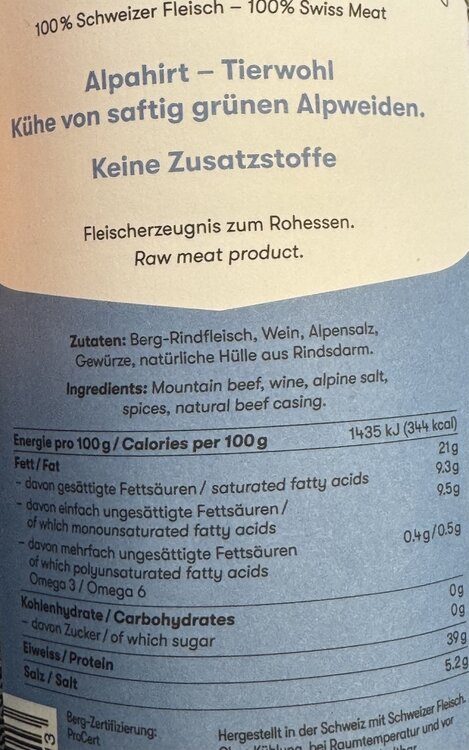 100% Schweizer Fleisch – 100% Swiss Meat
Alpahirt – Tierwohl
Kühe von saftig grünen Alpweiden.
Keine Zusatzstoffe
Fleischerzeugnis zum Rohessen.
Raw meat product.
Zutaten: Berg-Rindfleisch, Wein, Alpensalz,
Gewürze, natürliche Hülle aus Rindsdarm.
Ingredients: Mountain beef, wine, alpine salt,
spices, natural beef casing.
Energie pro 100g / Calories per 100g 1435 kJ (344 kcal)
Fett / Fat 21g
- davon gesättigte Fettsäuren / saturated fatty acids 9.3g
- davon einfach ungesättigte Fettsäuren / 9.5g
of which monounsaturated fatty acids
- davon mehrfach ungesättigte Fettsäuren 0.4g/0.5g
of which polyunsaturated fatty acids
Omega 3 / Omega 6
Kohlenhydrate / Carbohydrates 0g
- davon Zucker / of which sugar 0g
Eiweiss / Protein 39g
Salz / Salt 5.2g
Berg-Zertifizierung:
ProCert
Hergestellt in der Schweiz mit Schweizer Fleisch.
Kühlung bei Raumtemperatur und vor